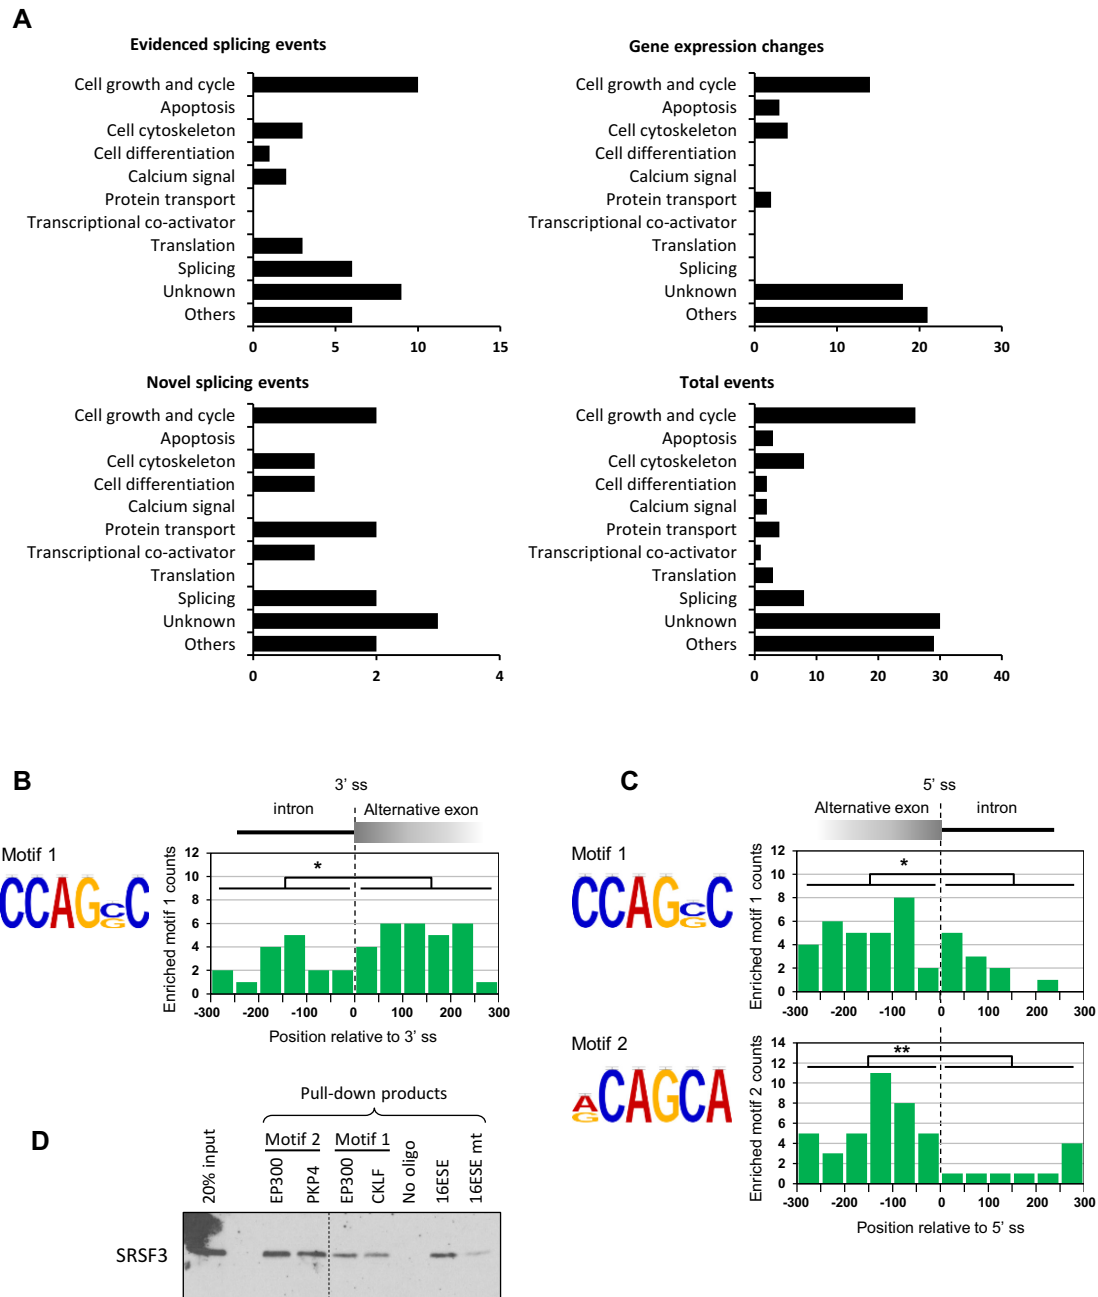 A
Evidenced splicing events
Cell growth and cycle
Apoptosis
Cell cytoskeleton
Cell differentiation
Calcium signal
Protein transport
Transcriptional co-activator
Translation
Splicing
Unknown
Others
0 5 10 15
Gene expression changes
Cell growth and cycle
Apoptosis
Cell cytoskeleton
Cell differentiation
Calcium signal
Protein transport
Transcriptional co-activator
Translation
Splicing
Unknown
Others
0 10 20 30
Novel splicing events
Cell growth and cycle
Apoptosis
Cell cytoskeleton
Cell differentiation
Calcium signal
Protein transport
Transcriptional co-activator
Translation
Splicing
Unknown
Others
0 2 4
Total events
Cell growth and cycle
Apoptosis
Cell cytoskeleton
Cell differentiation
Calcium signal
Protein transport
Transcriptional co-activator
Translation
Splicing
Unknown
Others
0 10 20 30 40
B
3' ss
intron
Alternative exon
Motif 1
CCAGCC
G
Enriched motif 1 counts
12
10
8
6
4
2
0
*
-300 -200 -100 0 100 200 300
Position relative to 3' ss
C
5' ss
Alternative exon
intron
Motif 1
CCAGCC
G
Enriched motif 1 counts
12
10
8
6
4
2
0
*
-300 -200 -100 0 100 200 300
Motif 2
ACAGCA
G
Enriched motif 2 counts
14
12
10
8
6
4
2
0
**
-300 -200 -100 0 100 200 300
Position relative to 5' ss
D
Pull-down products
Motif 2
Motif 1
20% input
EP300
PKP4
EP300
CKLF
No oligo
16ESE
16ESE mt
SRSF3